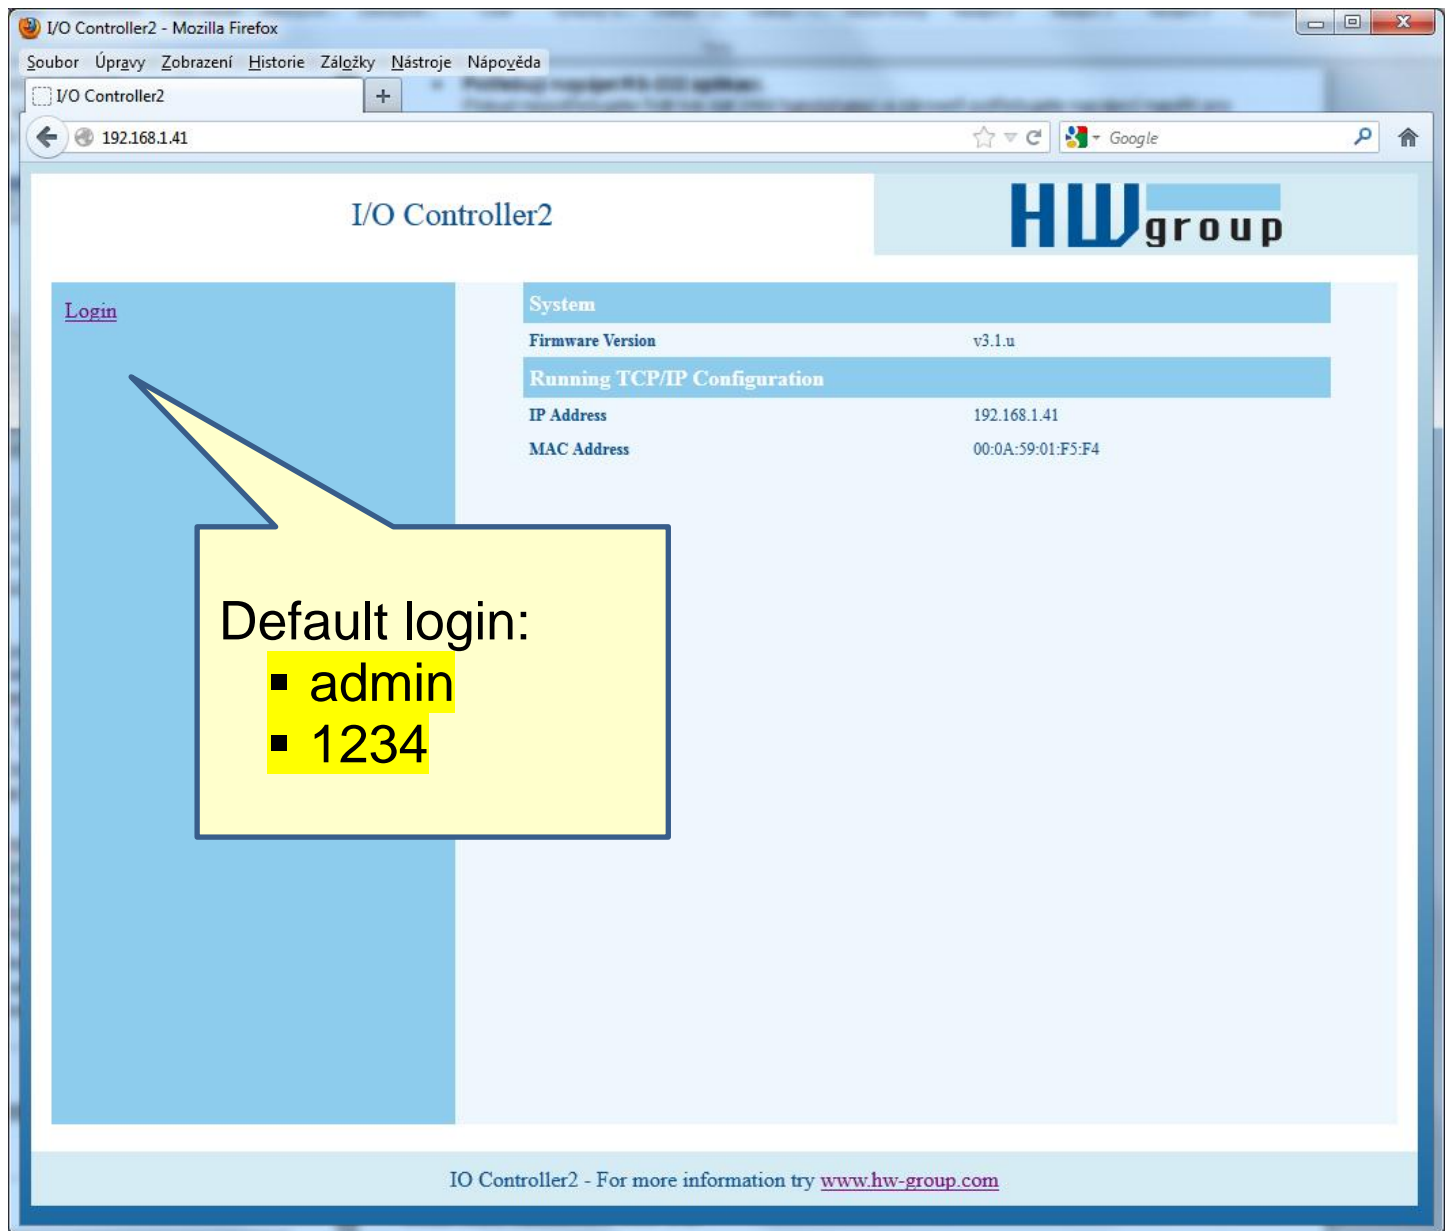 I/O Controller2 - Mozilla Firefox
Soubor Úpravy Zobrazení Historie Záložky Nástroje Nápověda
I/O Controller2
192.168.1.41
Google
I/O Controller2
HWgroup
Login
System
Firmware Version v3.1.u
Running TCP/IP Configuration
IP Address 192.168.1.41
MAC Address 00:0A:59:01:F5:F4
Default login:
▪ admin
▪ 1234
IO Controller2 - For more information try www.hw-group.com